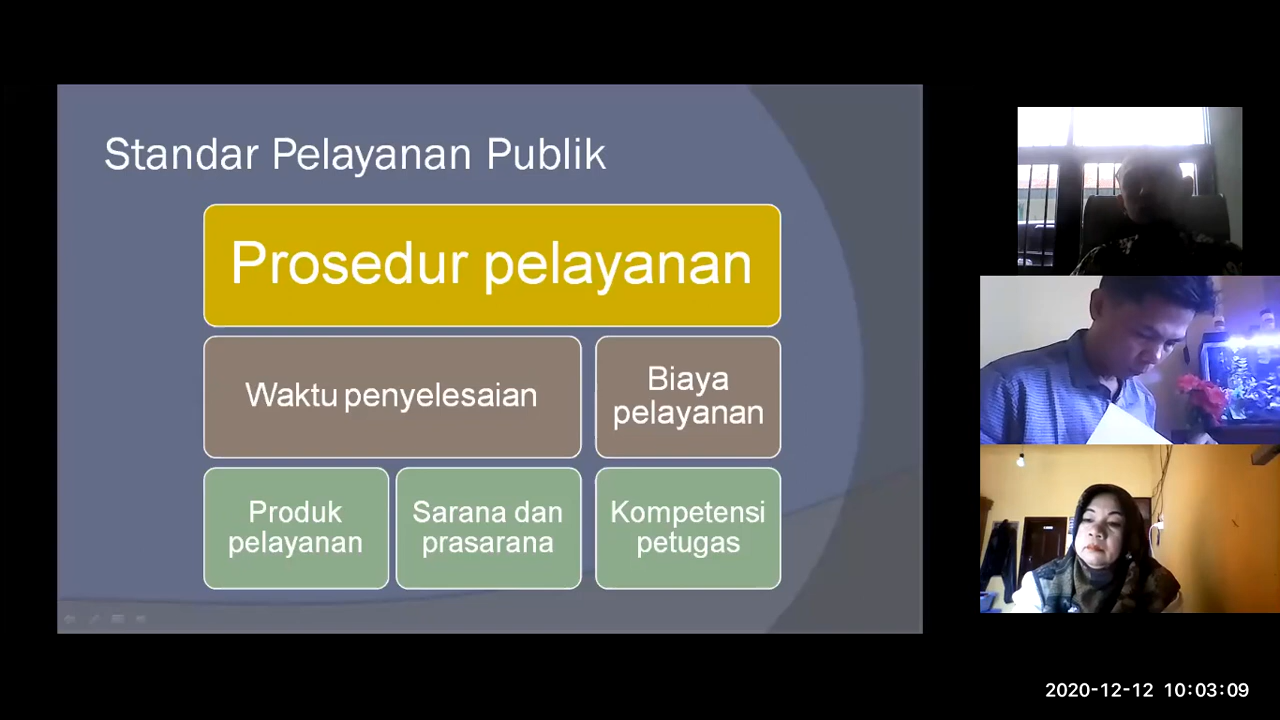 Standar Pelayanan Publik
Prosedur pelayanan
Waktu penyelesaian
Biaya
pelayanan
Produk
pelayanan
Sarana dan
prasarana
Kompetensi
petugas
2020-12-12 10:03:09